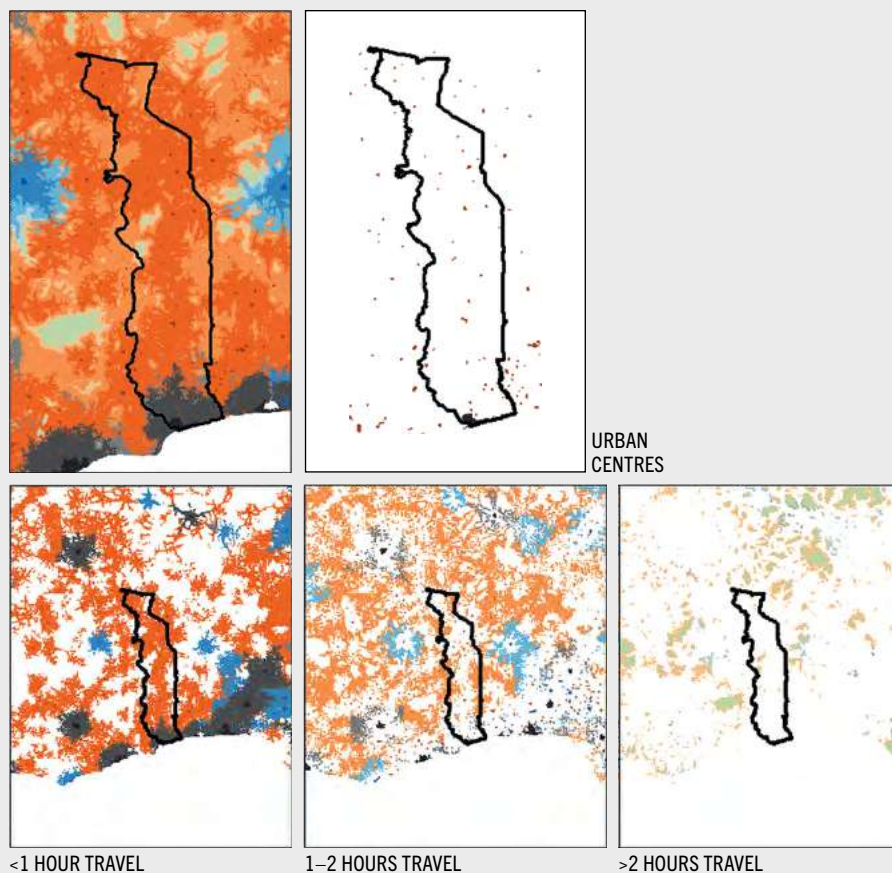 URBAN
CENTRES
<1 HOUR TRAVEL
1–2 HOURS TRAVEL
>2 HOURS TRAVEL